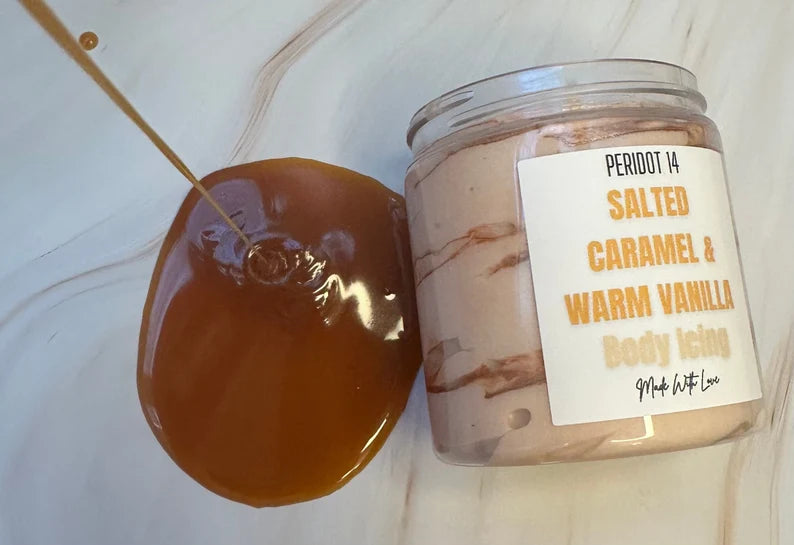 PERIDOT 14
SALTED
CARAMEL &
WARM VANILLA
Body Icing
Made With Love